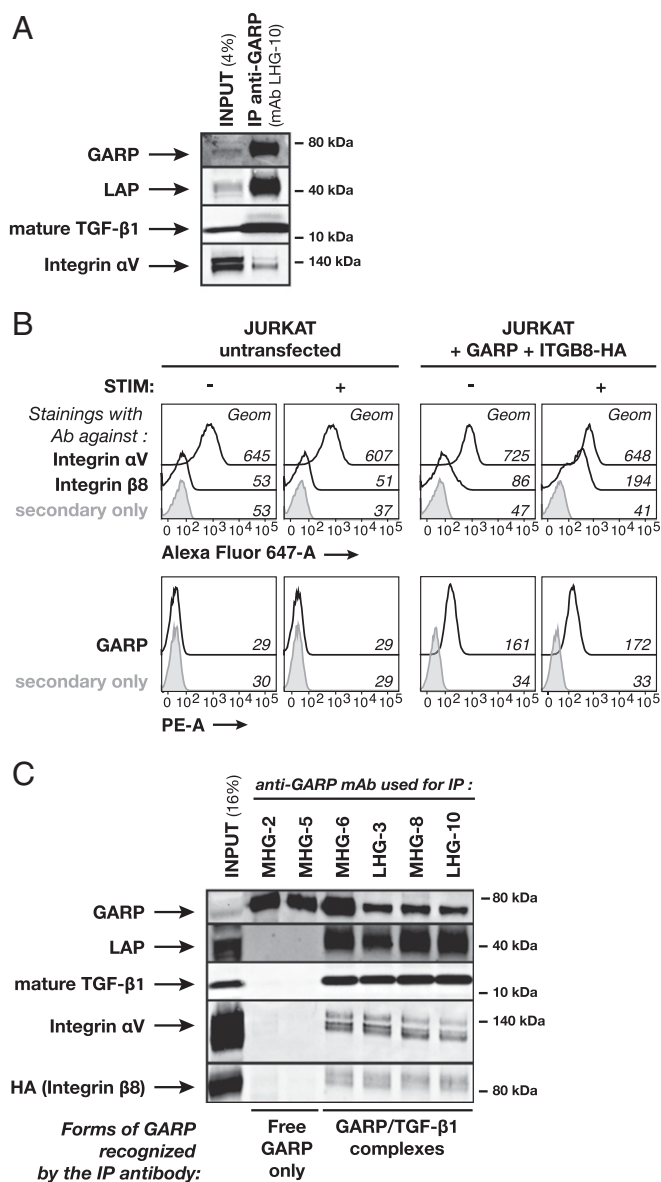 A
INPUT (4%)
IP anti-GARP
(mAb LHG-10)
GARP
80 kDa
LAP
40 kDa
mature TGF-β1
10 kDa
Integrin αV
140 kDa
B
JURKAT
untransfected
JURKAT
+ GARP + ITGB8-HA
STIM: - + - +
Stainings with
Ab against :
Geom Geom Geom Geom
Integrin αV 645 607 725 648
Integrin β8 53 51 86 194
secondary only 53 37 47 41
0 10² 10³ 10⁴ 10⁵ 0 10² 10³ 10⁴ 10⁵ 0 10² 10³ 10⁴ 10⁵ 0 10² 10³ 10⁴ 10⁵
Alexa Fluor 647-A
GARP 29 29 161 172
secondary only 30 29 34 33
0 10² 10³ 10⁴ 10⁵ 0 10² 10³ 10⁴ 10⁵ 0 10² 10³ 10⁴ 10⁵ 0 10² 10³ 10⁴ 10⁵
PE-A
C
anti-GARP mAb used for IP :
INPUT (16%)
MHG-2
MHG-5
MHG-6
LHG-3
MHG-8
LHG-10
GARP
80 kDa
LAP
40 kDa
mature TGF-β1
10 kDa
Integrin αV
140 kDa
HA (Integrin β8)
80 kDa
Forms of GARP
recognized
by the IP antibody:
Free
GARP
only
GARP/TGF-β1
complexes